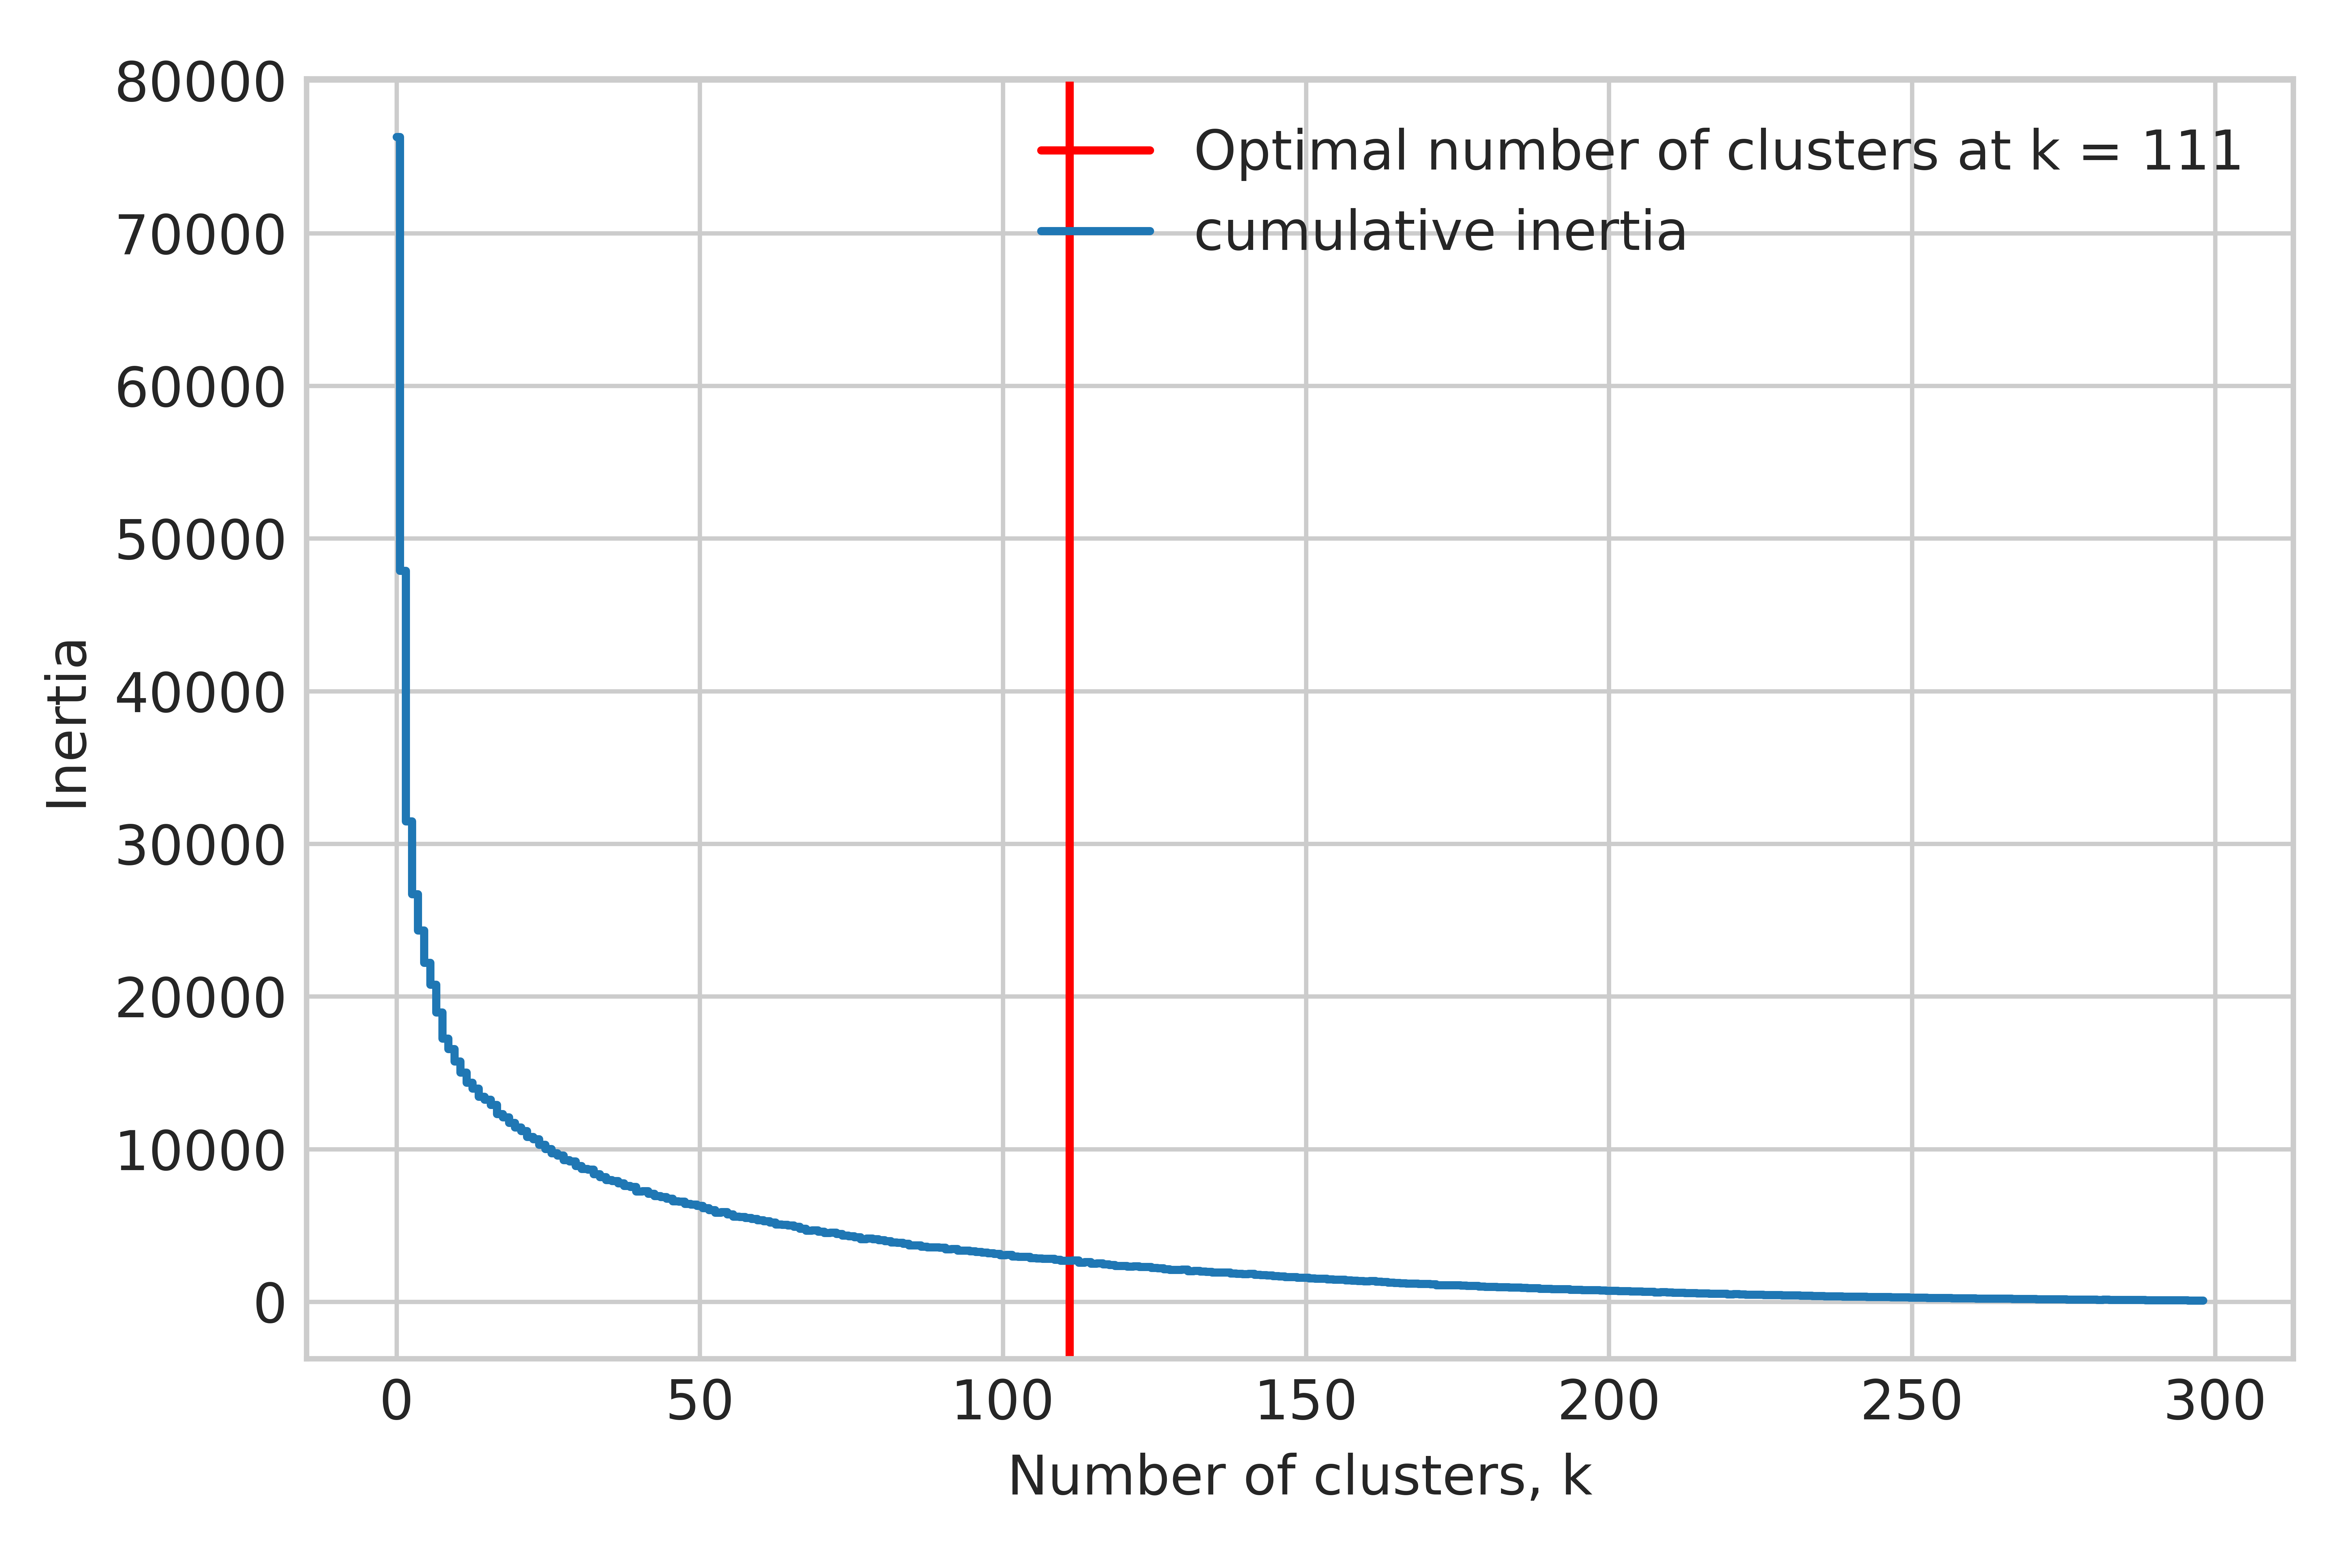 80000
70000
60000
50000
40000
30000
20000
10000
0
Inertia
Optimal number of clusters at k = 111
cumulative inertia
0 50 100 150 200 250 300
Number of clusters, k